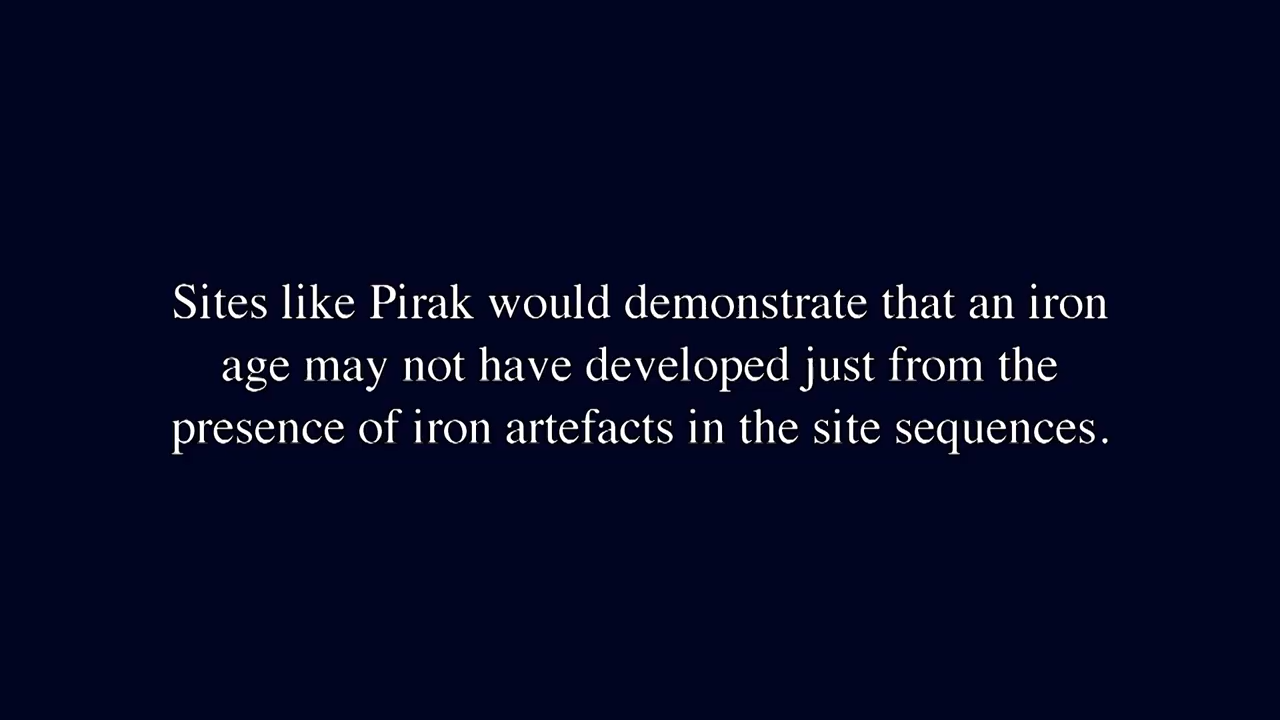 Sites like Pirak would demonstrate that an iron
age may not have developed just from the
presence of iron artefacts in the site sequences.